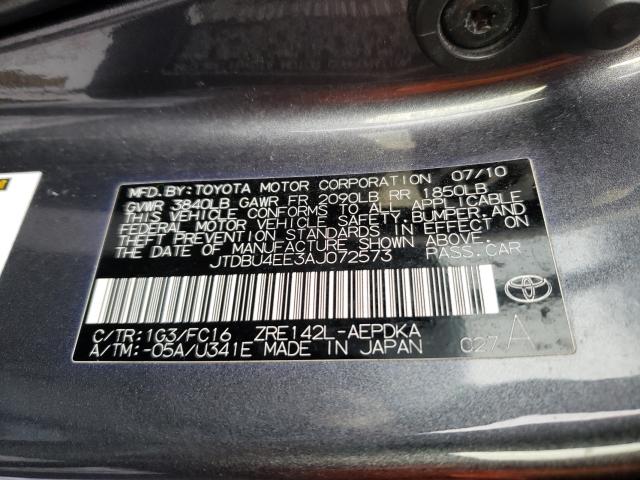 MFD.BY:TOYOTA MOTOR CORPORATION 07/10
GVWR 3840LB GAWR FR 2090LB RR 1850LB
THIS VEHICLE CONFORMS TO ALL APPLICABLE
FEDERAL MOTOR VEHICLE SAFETY,BUMPER,AND
THEFT PREVENTION STANDARDS IN EFFECT ON
THE DATE OF MANUFACTURE SHOWN ABOVE.
JTDBU4EE3AJ072573 PASS.CAR
C/TR:1G3/FC16 ZRE142L-AEPDKA
A/TM:-05A/U341E MADE IN JAPAN C27 A